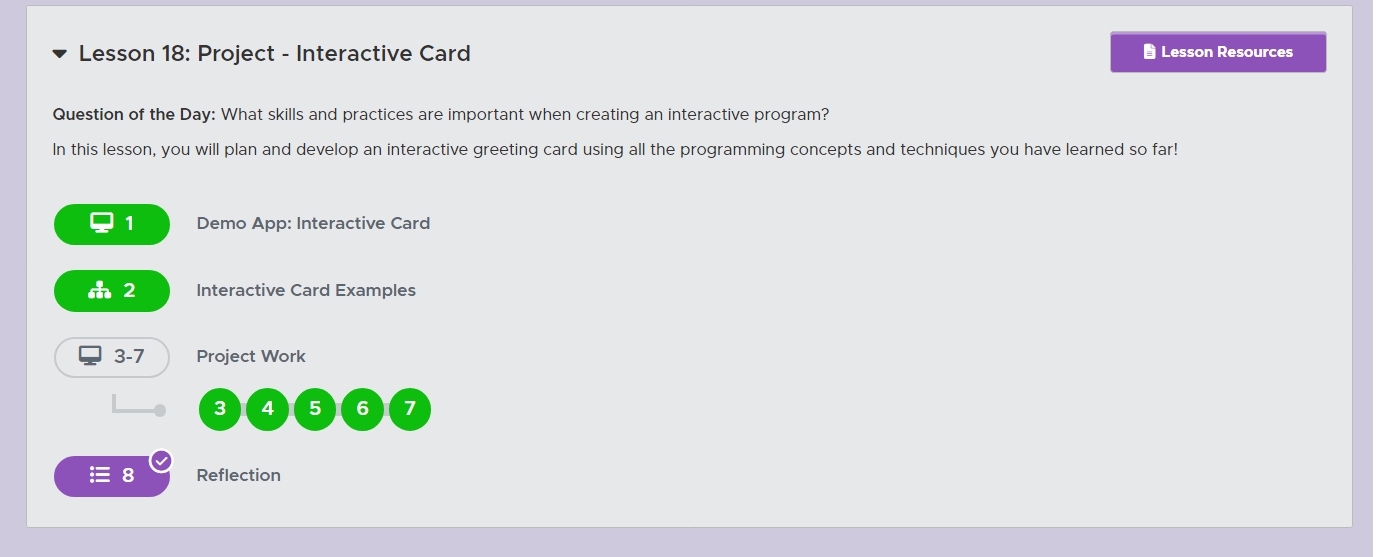 Lesson 18: Project - Interactive Card
Lesson Resources
Question of the Day: What skills and practices are important when creating an interactive program?
In this lesson, you will plan and develop an interactive greeting card using all the programming concepts and techniques you have learned so far!
1 Demo App: Interactive Card
2 Interactive Card Examples
3-7 Project Work
3 4 5 6 7
8 Reflection